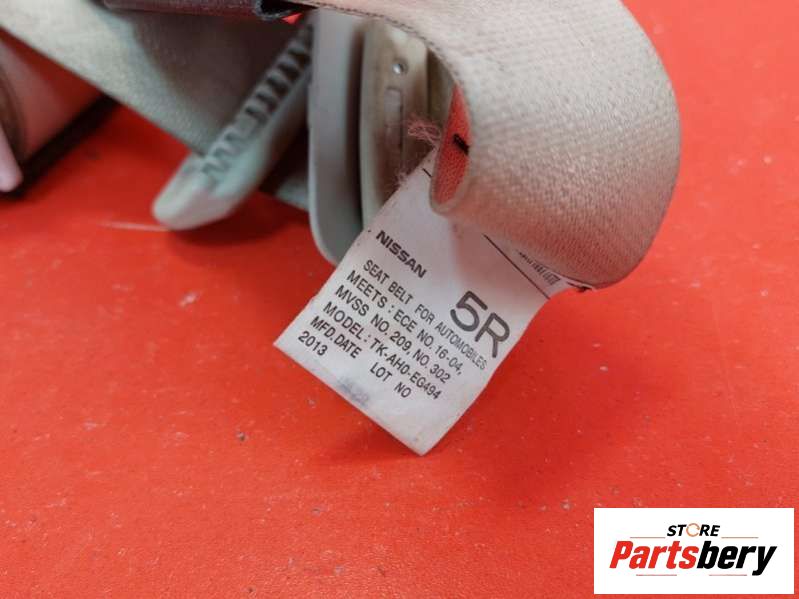 NISSAN
5R
SEAT BELT FOR AUTOMOBILES
MEETS : ECE NO. 16-04,
MVSS NO. 209, NO. 302
MODEL: TK-AH0-EG494
MFD.DATE LOT NO
2013
STORE
Partsbery